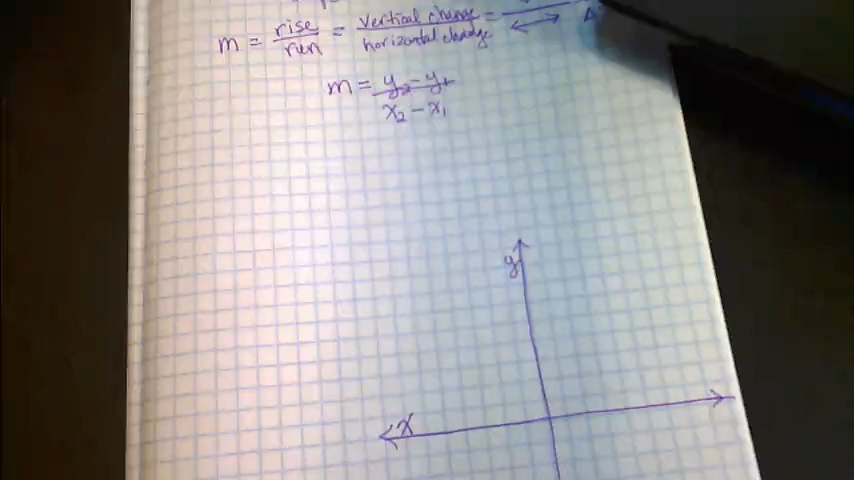 m = rise/run = vertical change/horizontal change =
m = y₂ - y₁/x₂ - x₁
y
x